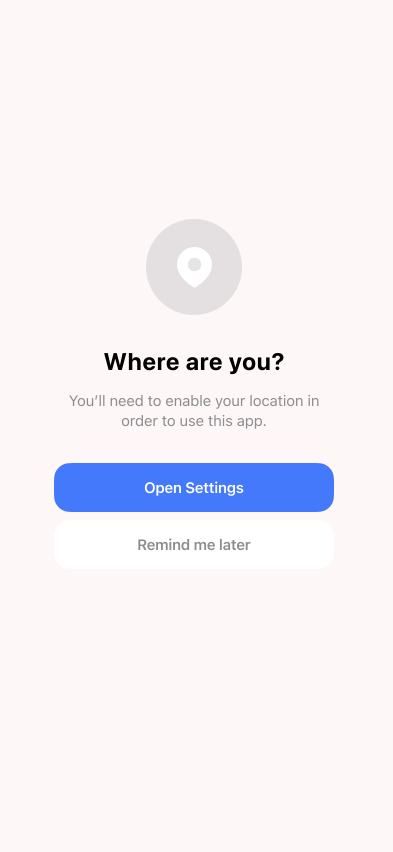 Where are you?
You’ll need to enable your location in
order to use this app.
Open Settings
Remind me later